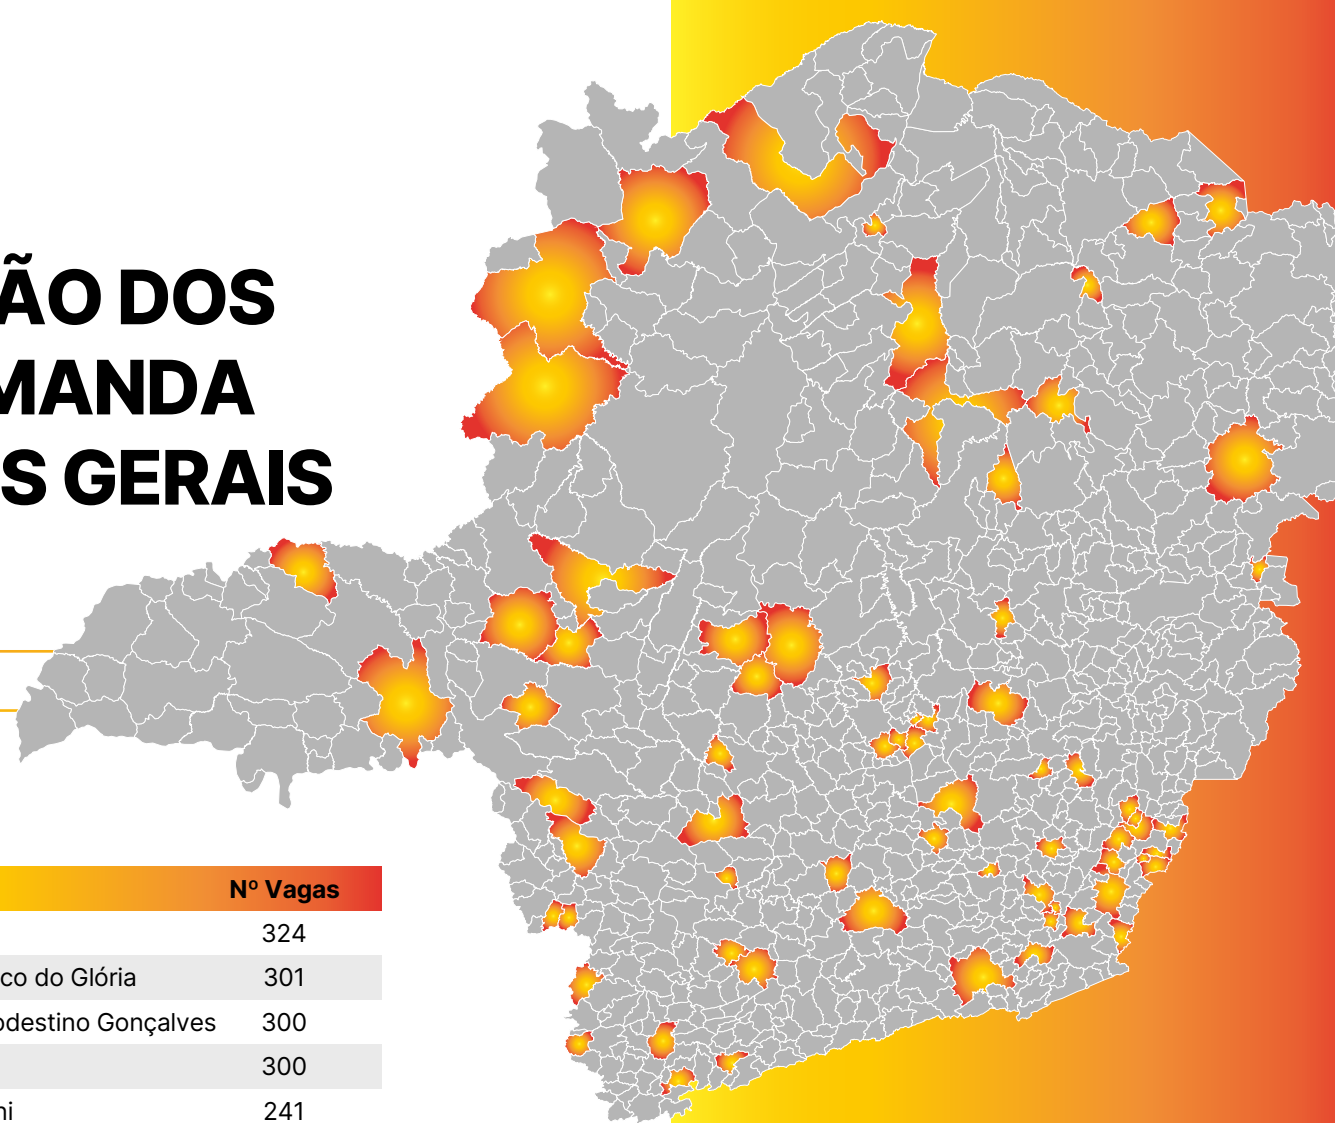 ÃO DOS
MANDA
S GERAIS
Nº Vagas
324
co do Glória 301
odestino Gonçalves 300
300
ni 241